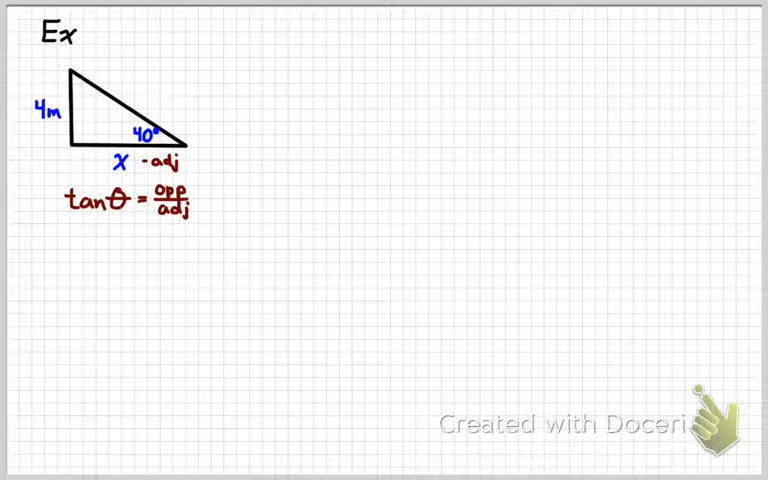 Ex
4m
40°
x - adj
tanθ = opp/adj
Created with Doceri